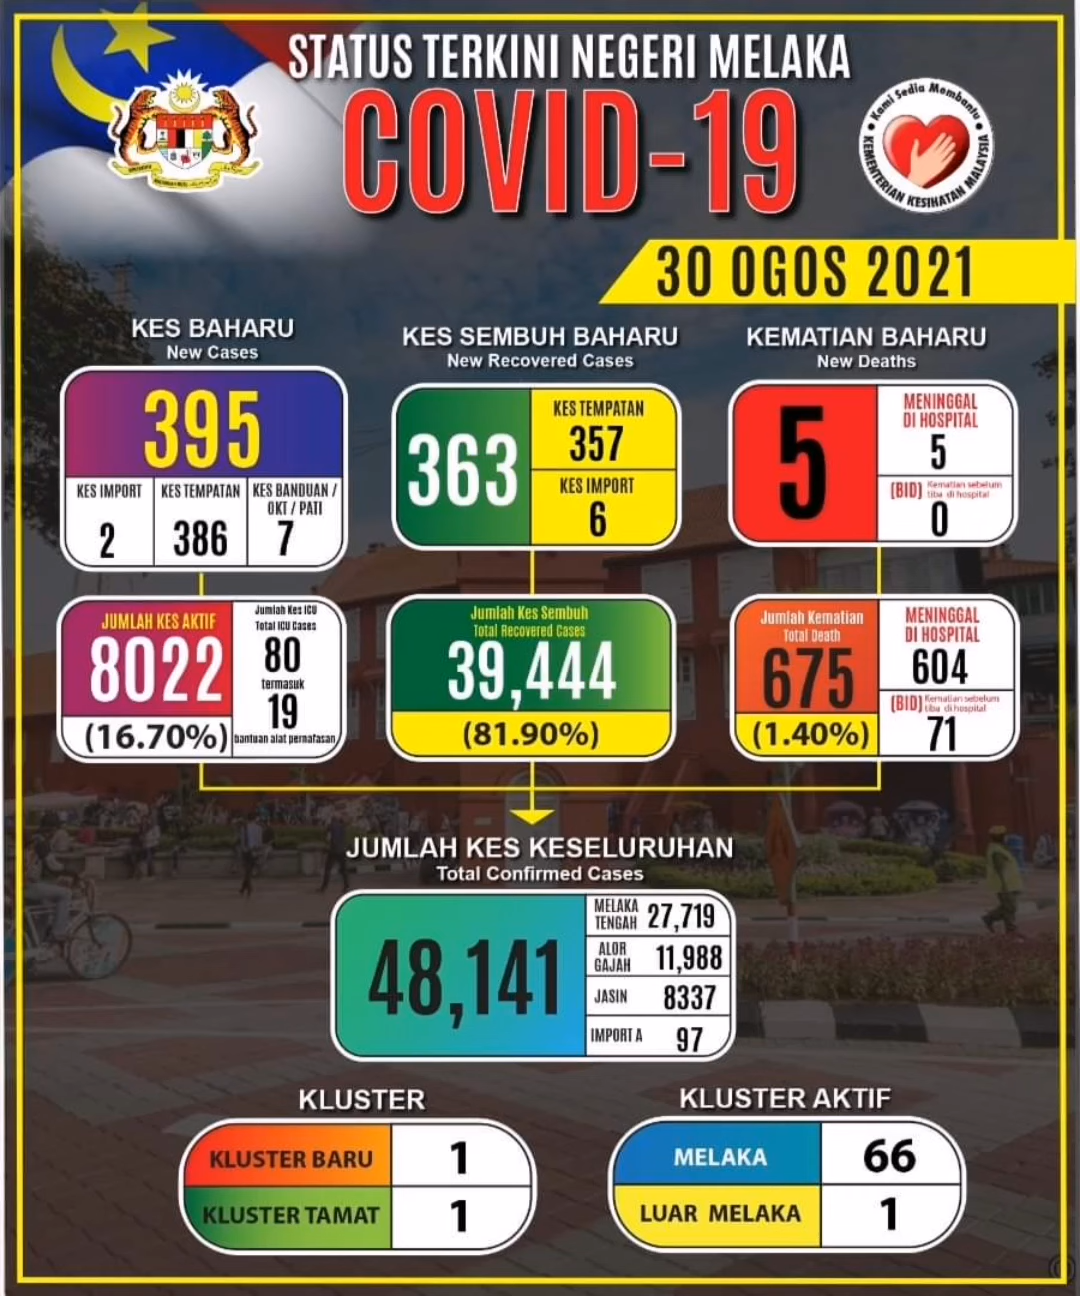 STATUS TERKINI NEGERI MELAKA
COVID-19
Kami Sedia Membantu
KEMENTERIAN KESIHATAN MALAYSIA
30 OGOS 2021
KES BAHARU
New Cases
395
KES IMPORT
2
KES TEMPATAN
386
KES BANDUAN /
OKT / PATI
7
KES SEMBUH BAHARU
New Recovered Cases
363
KES TEMPATAN
357
KES IMPORT
6
KEMATIAN BAHARU
New Deaths
5
MENINGGAL
DI HOSPITAL
5
(BID) Kematian sebelum
tiba di hospital
0
JUMLAH KES AKTIF
8022
(16.70%)
Jumlah Kes ICU
Total ICU Cases
80
termasuk
19
bantuan alat pernafasan
Jumlah Kes Sembuh
Total Recovered Cases
39,444
(81.90%)
Jumlah Kematian
Total Death
675
(1.40%)
MENINGGAL
DI HOSPITAL
604
(BID) Kematian sebelum
tiba di hospital
71
JUMLAH KES KESELURUHAN
Total Confirmed Cases
48,141
MELAKA
TENGAH 27,719
ALOR
GAJAH 11,988
JASIN 8337
IMPORT A 97
KLUSTER
KLUSTER BARU 1
KLUSTER TAMAT 1
KLUSTER AKTIF
MELAKA 66
LUAR MELAKA 1